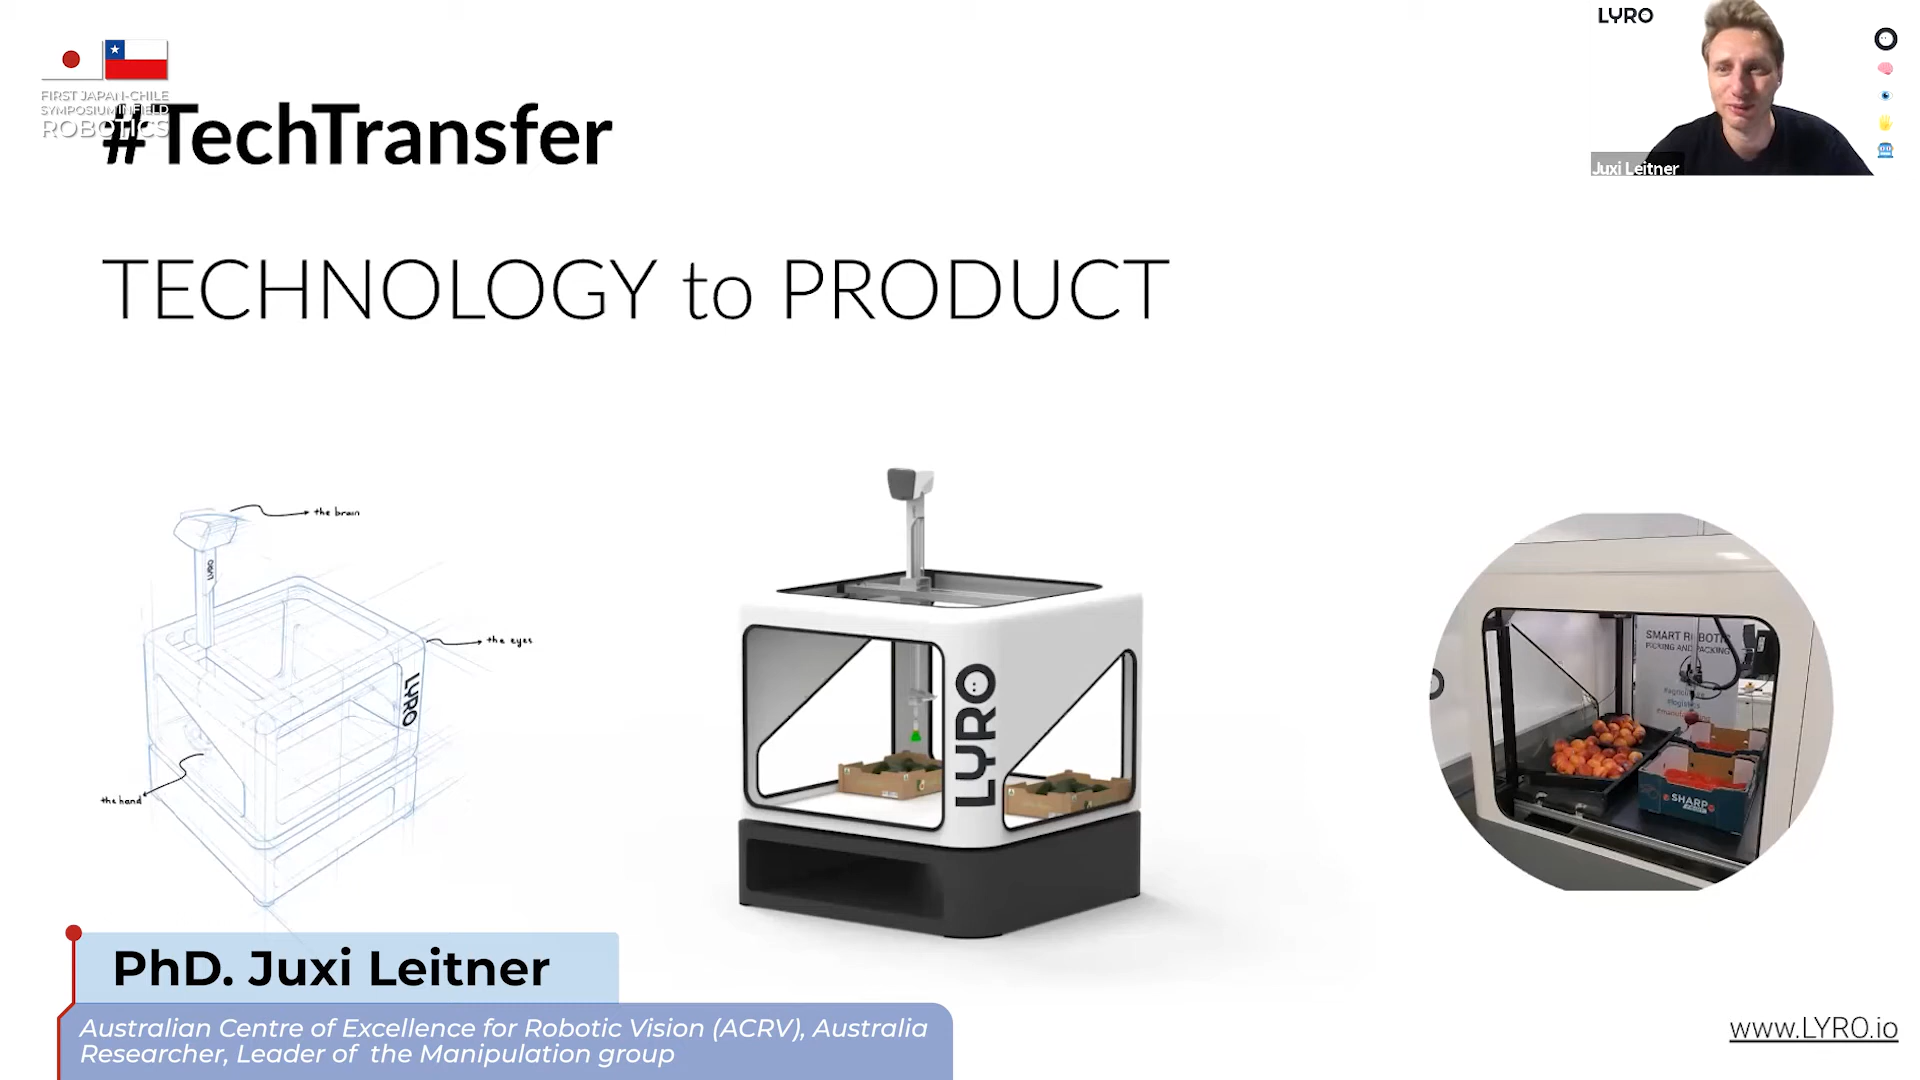 FIRST JAPAN-CHILE
SYMPOSIUM IN FIELD
ROBOTICS
#TechTransfer
LYRO
Juxi Leitner
TECHNOLOGY to PRODUCT
the brain
LYRO
the eyes
LYRO
the hand
LYRO
SMART ROBOTIC
PICKING AND PACKING
#logistics
SHARP
PhD. Juxi Leitner
Australian Centre of Excellence for Robotic Vision (ACRV), Australia
Researcher, Leader of the Manipulation group
www.LYRO.io